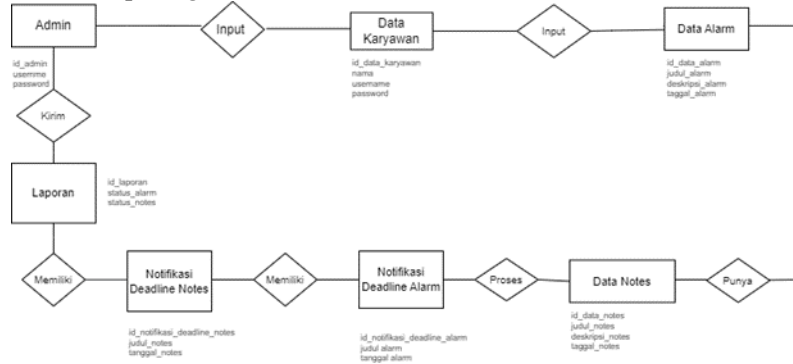 Admin
Input
Data
Karyawan
Input
Data Alarm
id_admin
usernme
password
id_data_karyawan
nama
username
password
id_data_alarm
judul_alarm
deskripsi_alarm
taggal_alarm
Kirim
Laporan
id_laporan
status_alarm
status_notes
Memiliki
Notifikasi
Deadline Notes
Memiliki
Notifikasi
Deadline Alarm
Proses
Data Notes
Punya
id_notifikasi_deadline_notes
judul_notes
tanggal_notes
id_notifikasi_deadline_alarm
judul alarm
tanggal alarm
id_data_notes
judul_notes
deskripsi_notes
taggal_notes